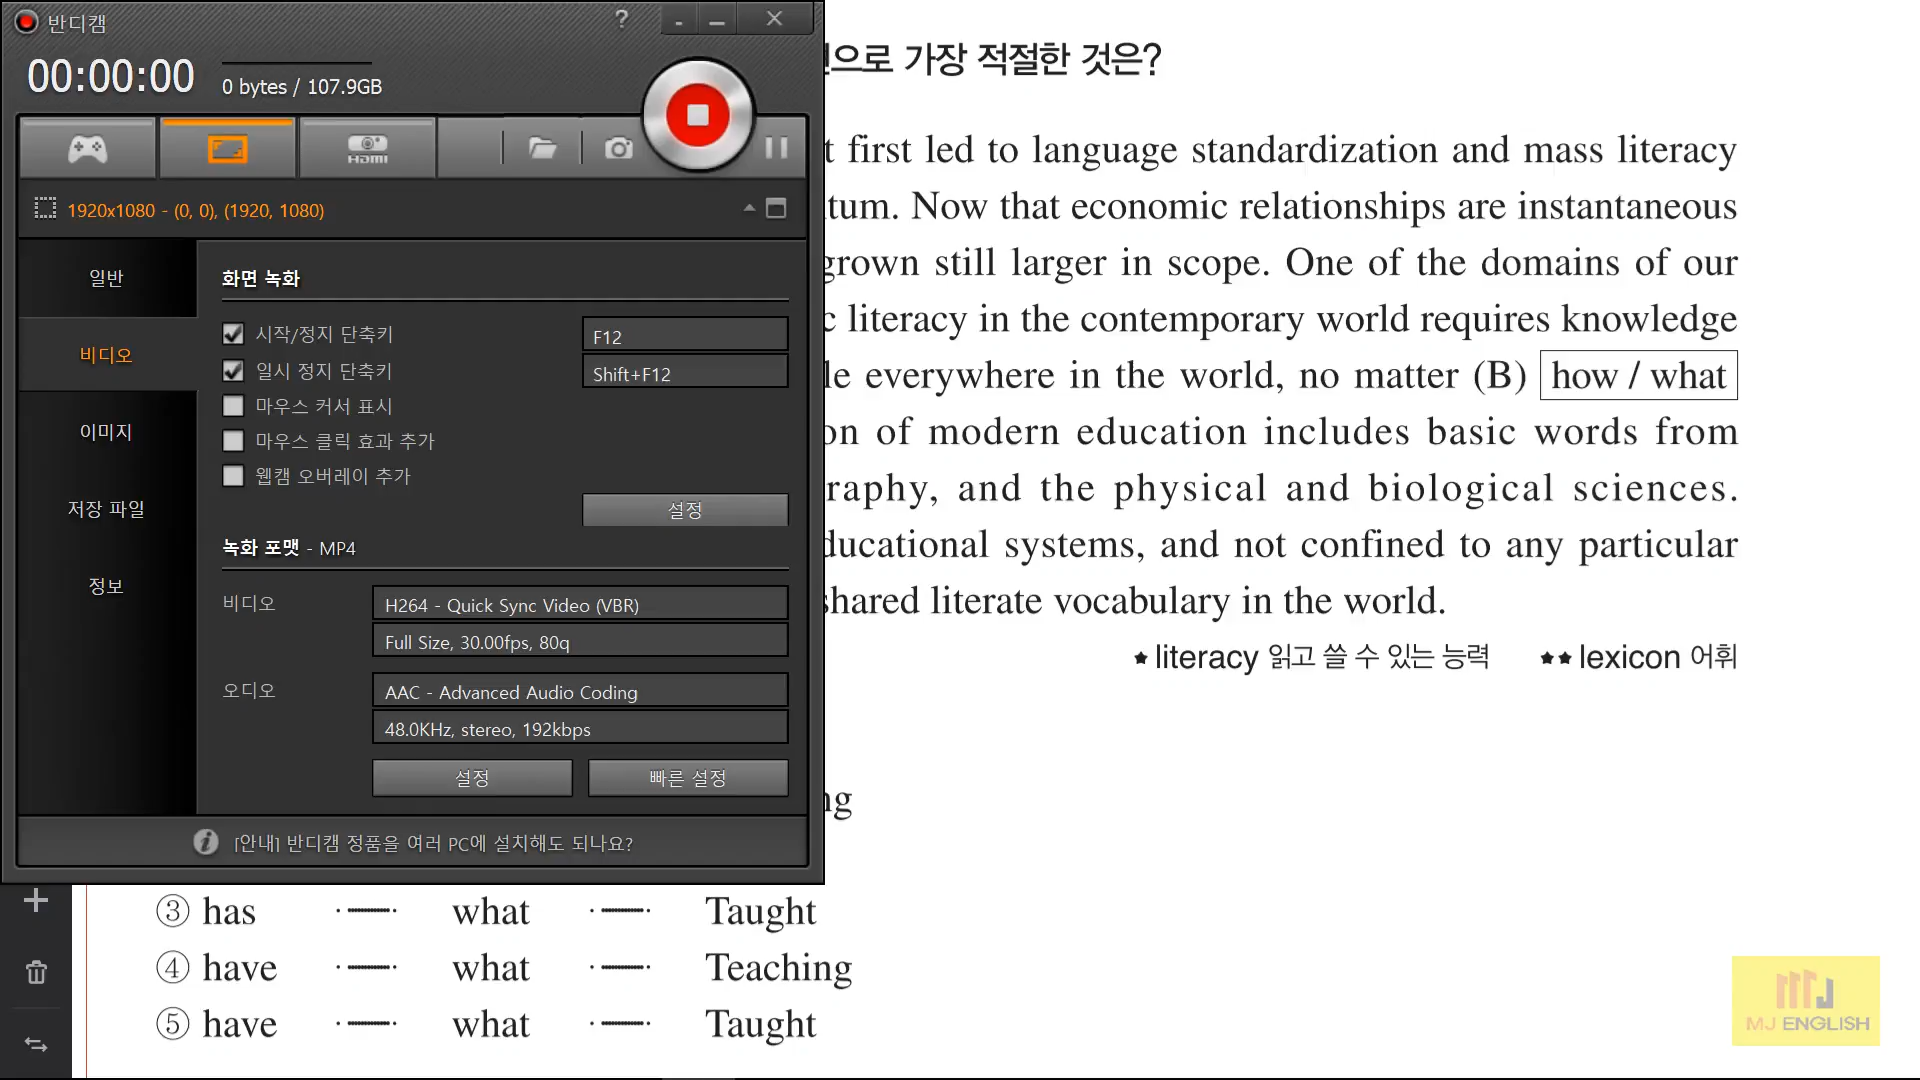 반디캠
?
00:00:00
0 bytes / 107.9GB
HDMI
1920x1080 - (0, 0), (1920, 1080)
일반
비디오
이미지
저장 파일
정보
화면 녹화
시작/정지 단축키 F12
일시 정지 단축키 Shift+F12
마우스 커서 표시
마우스 클릭 효과 추가
웹캠 오버레이 추가
설정
녹화 포맷 - MP4
비디오 H264 - Quick Sync Video (VBR)
Full Size, 30.00fps, 80q
오디오 AAC - Advanced Audio Coding
48.0KHz, stereo, 192kbps
설정 빠른 설정
[안내] 반디캠 정품을 여러 PC에 설치해도 되나요?
으로 가장 적절한 것은?
first led to language standardization and mass literacy
Now that economic relationships are instantaneous
grown still larger in scope. One of the domains of our
literacy in the contemporary world requires knowledge
everywhere in the world, no matter (B) how / what
of modern education includes basic words from
and the physical and biological sciences.
systems, and not confined to any particular
shared literate vocabulary in the world.
★literacy 읽고 쓸 수 있는 능력 ★★lexicon 어휘
③ has what Taught
④ have what Teaching
⑤ have what Taught
MJ ENGLISH